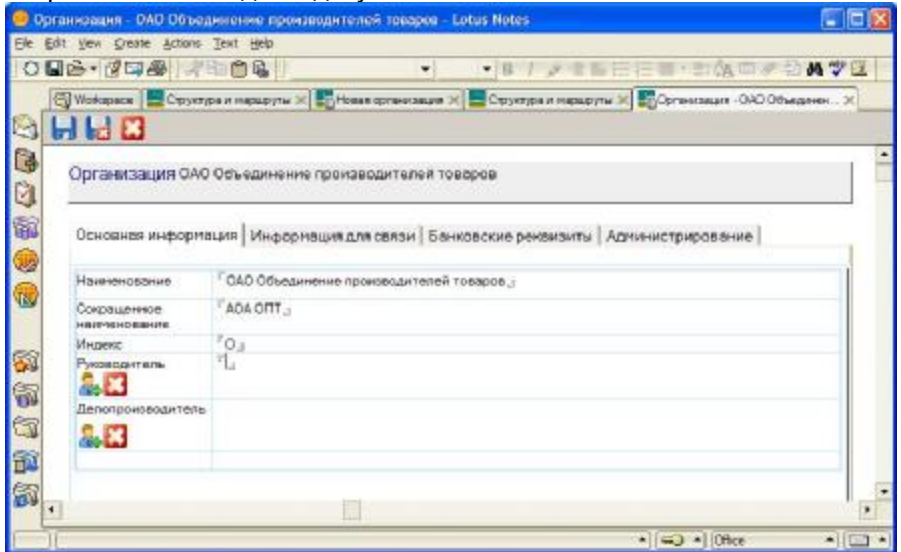 Организация - ОАО Объединение производителей товаров - Lotus Notes
File Edit View Create Actions Text Help
Workspace Структура и маршруты Новая организация Структура и маршруты Организация -ОАО Объединен...
Организация ОАО Объединение производителей товаров
Основная информация Информация для связи Банковские реквизиты Администрирование
Наименование ОАО Объединение производителей товаров
Сокращенное АОА ОПТ
наименование
Индекс О
Руководитель
Делопроизводитель
Office